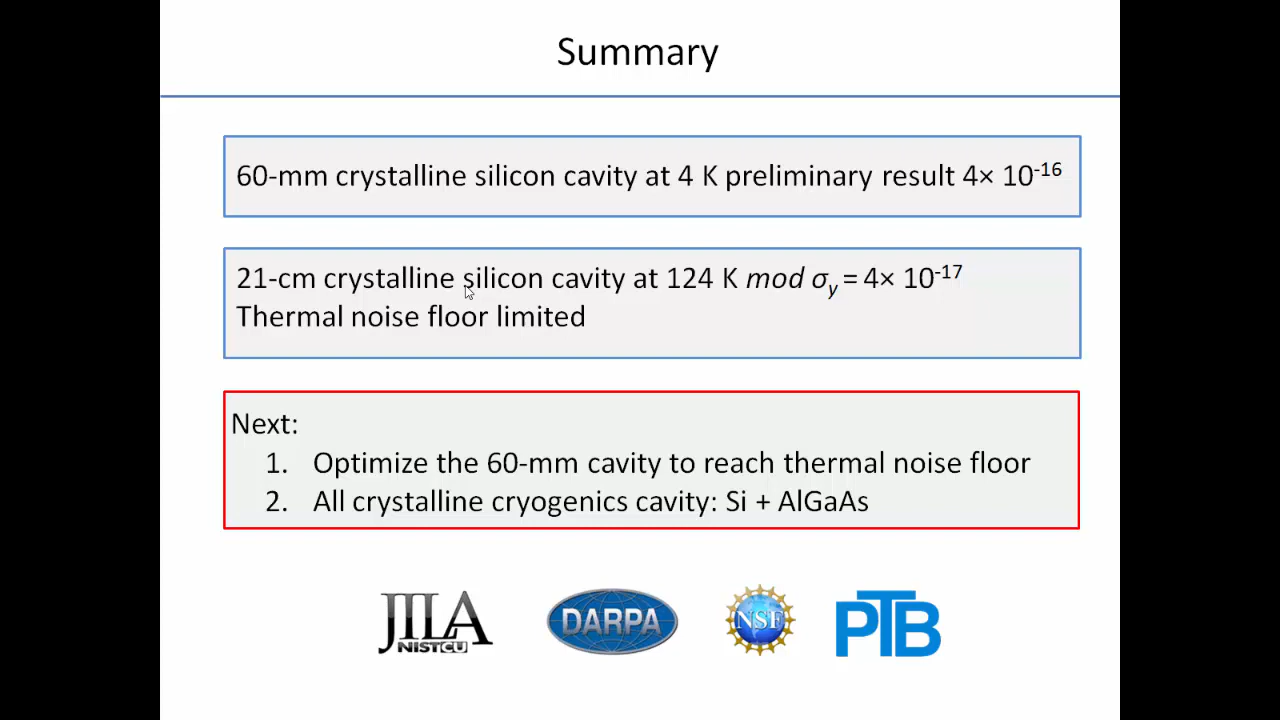 Summary
60-mm crystalline silicon cavity at 4 K preliminary result 4× 10⁻¹⁶
21-cm crystalline silicon cavity at 124 K mod σ_y = 4× 10⁻¹⁷
Thermal noise floor limited
Next:
1. Optimize the 60-mm cavity to reach thermal noise floor
2. All crystalline cryogenics cavity: Si + AlGaAs
JILA DARPA NSF PTB
NIST CU